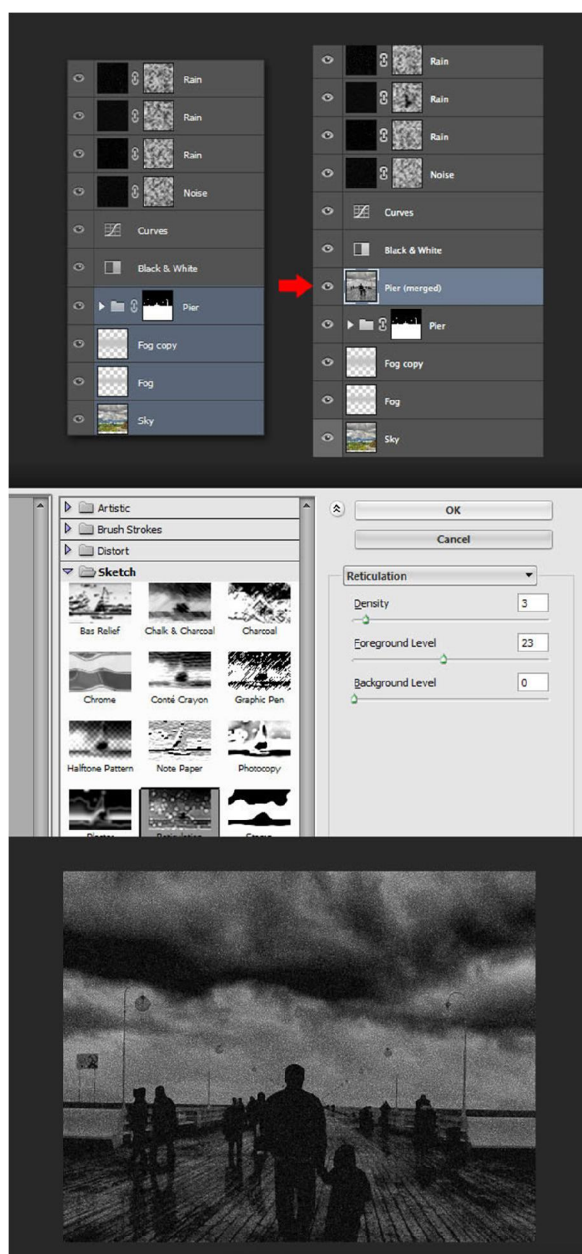 Rain
Rain
Rain
Noise
Curves
Black & White
Pier
Fog copy
Fog
Sky
Rain
Rain
Rain
Noise
Curves
Black & White
Pier (merged)
Pier
Fog copy
Fog
Sky
Artistic
Brush Strokes
Distort
Sketch
Bas Relief Chalk & Charcoal Charcoal
Chrome Conté Crayon Graphic Pen
Halftone Pattern Note Paper Photocopy
Plaster Reticulation Stamp
OK
Cancel
Reticulation
Density 3
Foreground Level 23
Background Level 0